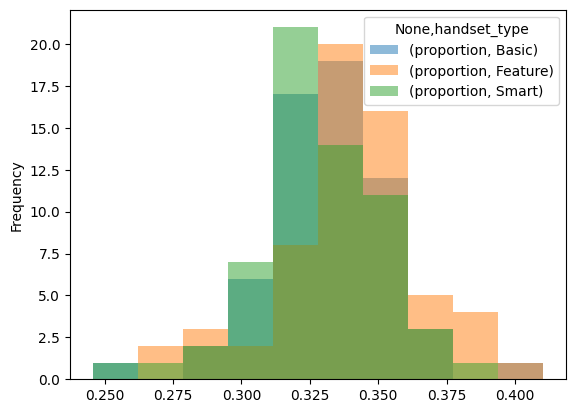 None,handset_type
(proportion, Basic)
(proportion, Feature)
(proportion, Smart)
20.0
17.5
15.0
12.5
10.0
7.5
5.0
2.5
0.0
Frequency
0.250 0.275 0.300 0.325 0.350 0.375 0.400